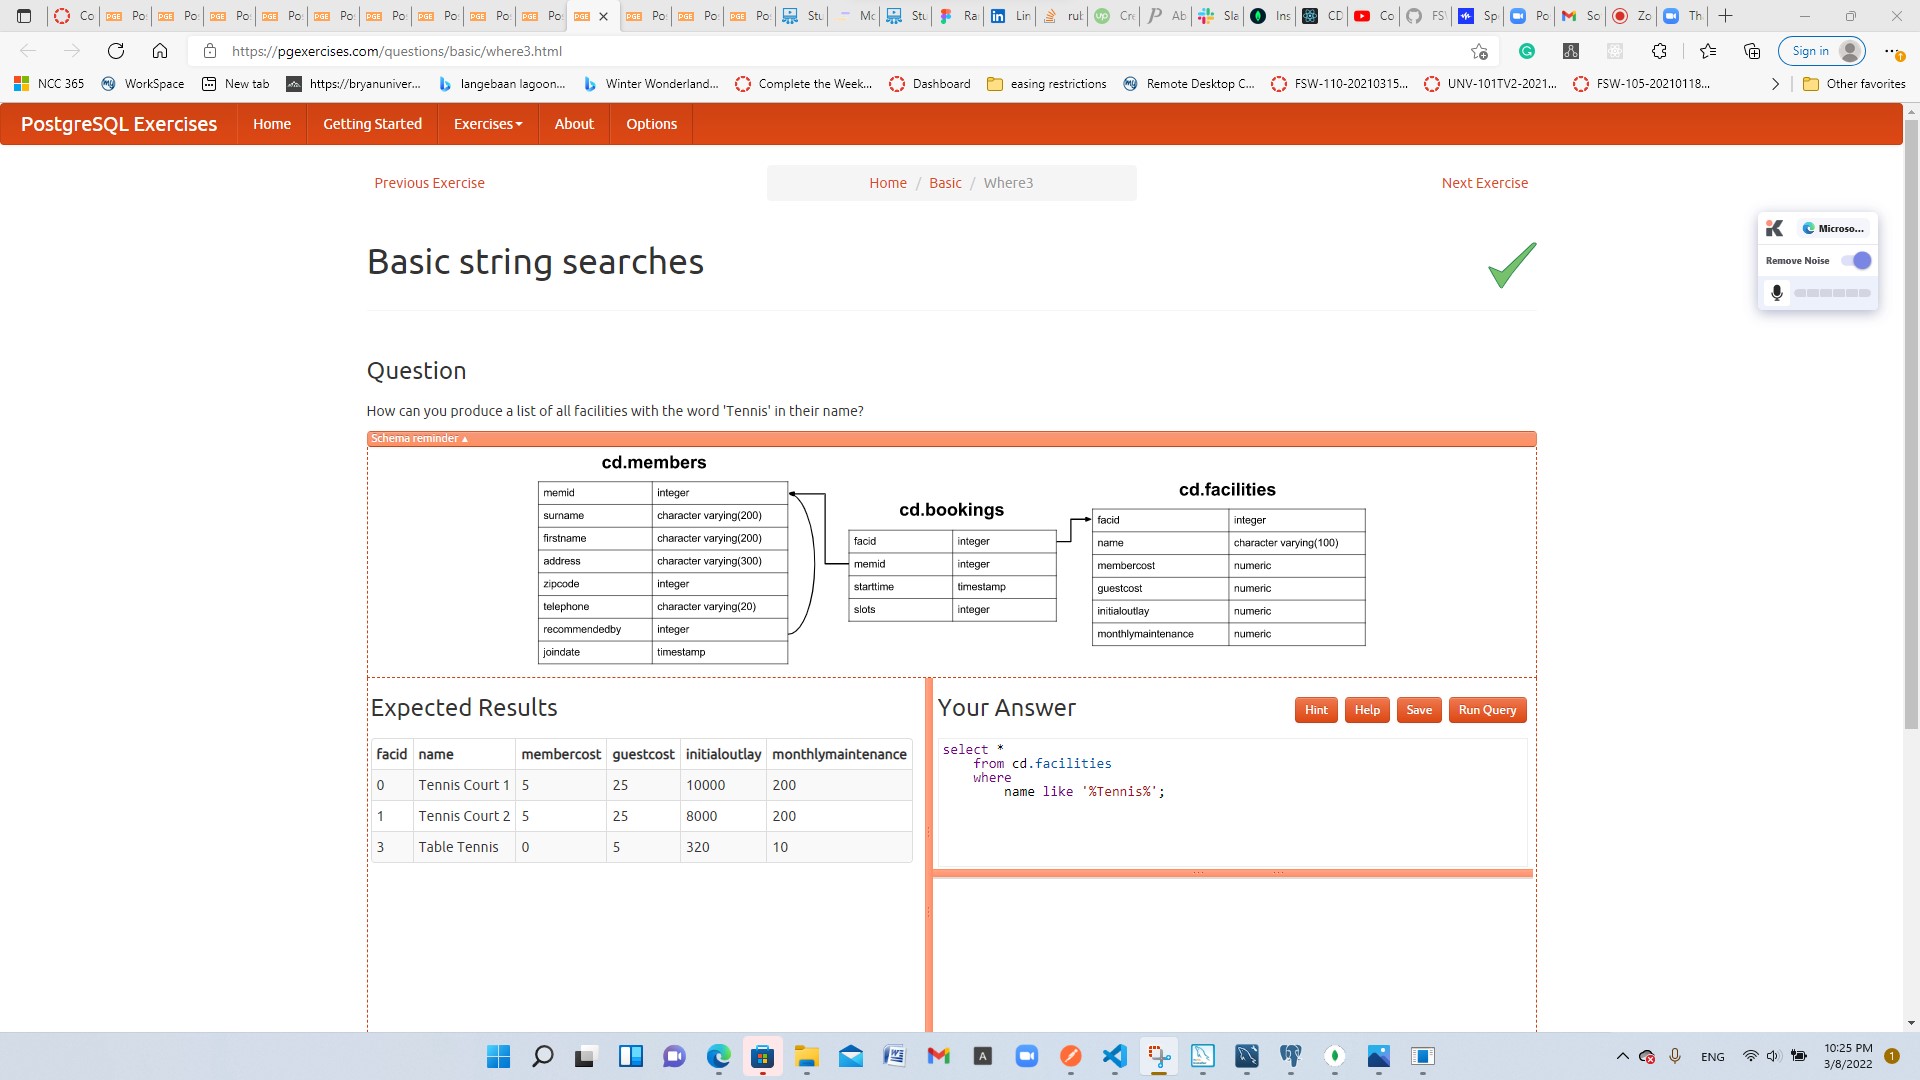 Co
Po
Po
Po
Po
Po
Po
Po
Po
Po
Po
Po
Po
Stu
Mc
Stu
Ra
Lin
rub
Cre
Ab
Sla
Ins
CD
Co
FS
Spe
Po
So
Zo
Th
https://pgexercises.com/questions/basic/where3.html
Sign in
NCC 365
WorkSpace
New tab
https://bryanuniver...
langebaan lagoon...
Winter Wonderland...
Complete the Week...
Dashboard
easing restrictions
Remote Desktop C...
FSW-110-20210315...
UNV-101TV2-2021...
FSW-105-20210118...
Other favorites
PostgreSQL Exercises
Home
Getting Started
Exercises
About
Options
Previous Exercise
Home / Basic / Where3
Next Exercise
Microso...
Remove Noise
Basic string searches
Question
How can you produce a list of all facilities with the word 'Tennis' in their name?
Schema reminder ▲
cd.members
memid integer
surname character varying(200)
firstname character varying(200)
address character varying(300)
zipcode integer
telephone character varying(20)
recommendedby integer
joindate timestamp
cd.bookings
facid integer
memid integer
starttime timestamp
slots integer
cd.facilities
facid integer
name character varying(100)
membercost numeric
guestcost numeric
initialoutlay numeric
monthlymaintenance numeric
Expected Results
facid name membercost guestcost initialoutlay monthlymaintenance
0 Tennis Court 1 5 25 10000 200
1 Tennis Court 2 5 25 8000 200
3 Table Tennis 0 5 320 10
Your Answer
Hint
Help
Save
Run Query
select *
from cd.facilities
where
name like '%Tennis%';
ENG
10:25 PM
3/8/2022
1